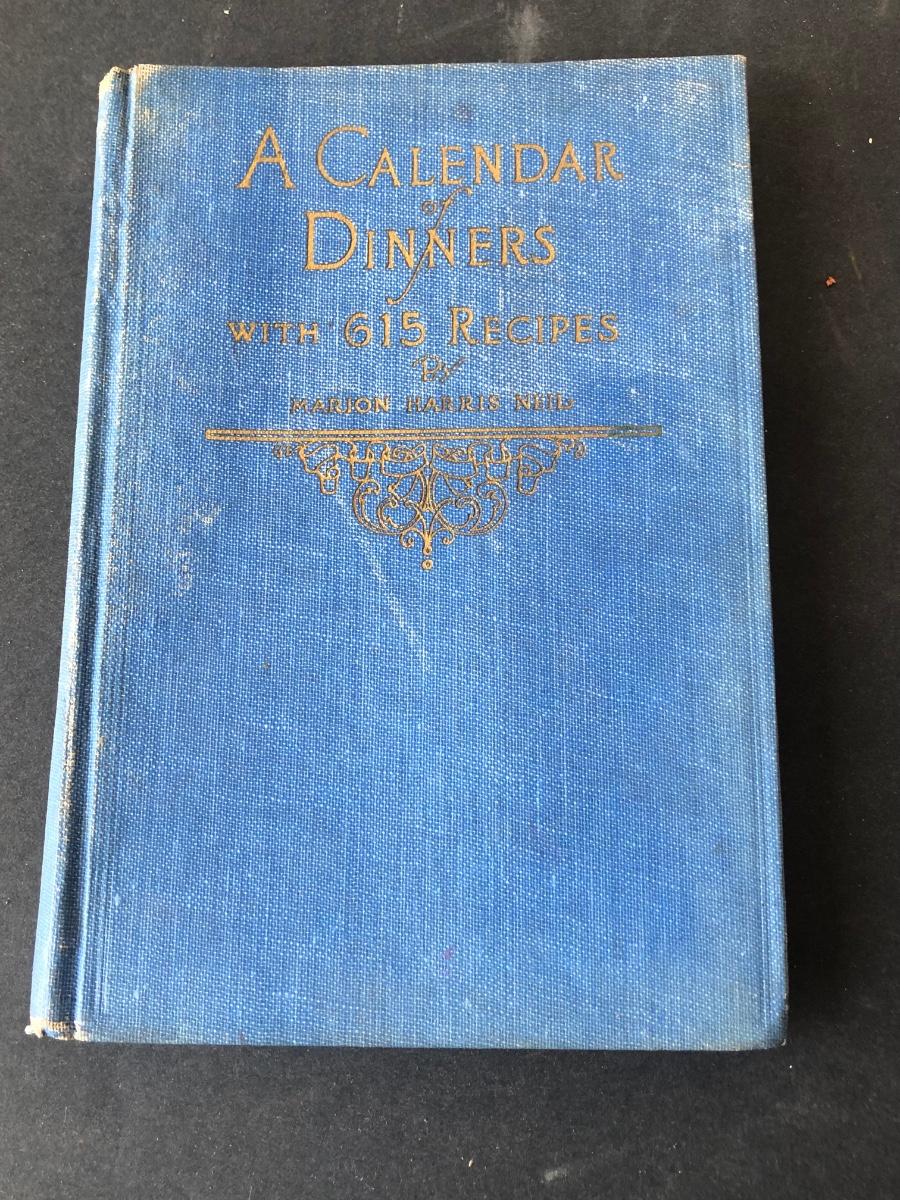 A CALENDAR
of
DINNERS
WITH 615 RECIPES
BY
MARION HARRIS NEIL